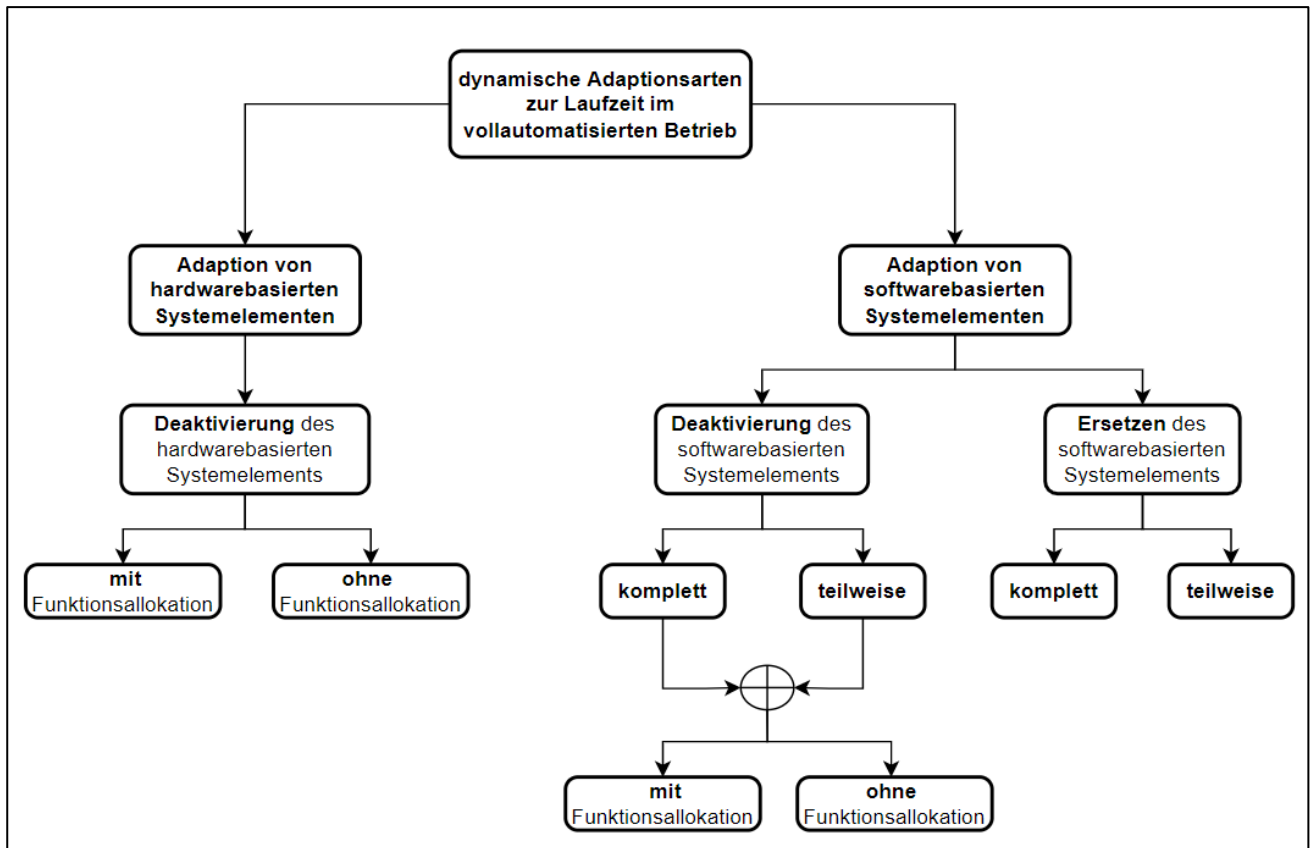 dynamische Adaptionsarten
zur Laufzeit im
vollautomatisierten Betrieb
Adaption von
hardwarebasierten
Systemelementen
Adaption von
softwarebasierten
Systemelementen
Deaktivierung des
hardwarebasierten
Systemelements
Deaktivierung des
softwarebasierten
Systemelements
Ersetzen des
softwarebasierten
Systemelements
mit
Funktionsallokation
ohne
Funktionsallokation
komplett
teilweise
komplett
teilweise
mit
Funktionsallokation
ohne
Funktionsallokation